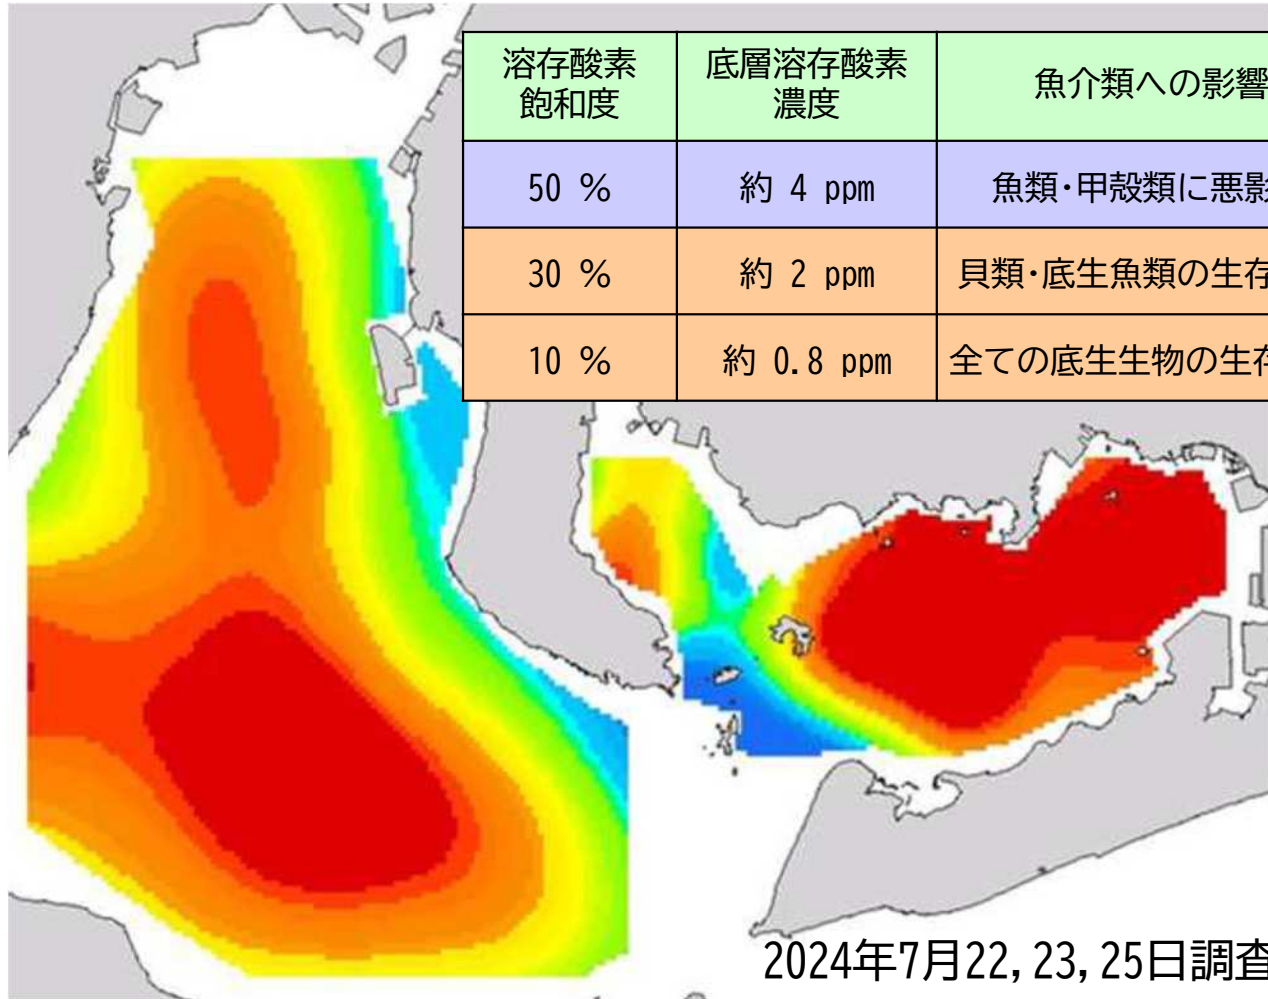 溶存酸素
飽和度
底層溶存酸素
濃度
魚介類への影響
50 %
約 4 ppm
魚類・甲殻類に悪影
30 %
約 2 ppm
貝類・底生魚類の生存
10 %
約 0.8 ppm
全ての底生生物の生存
2024年7月22,23,25日調査